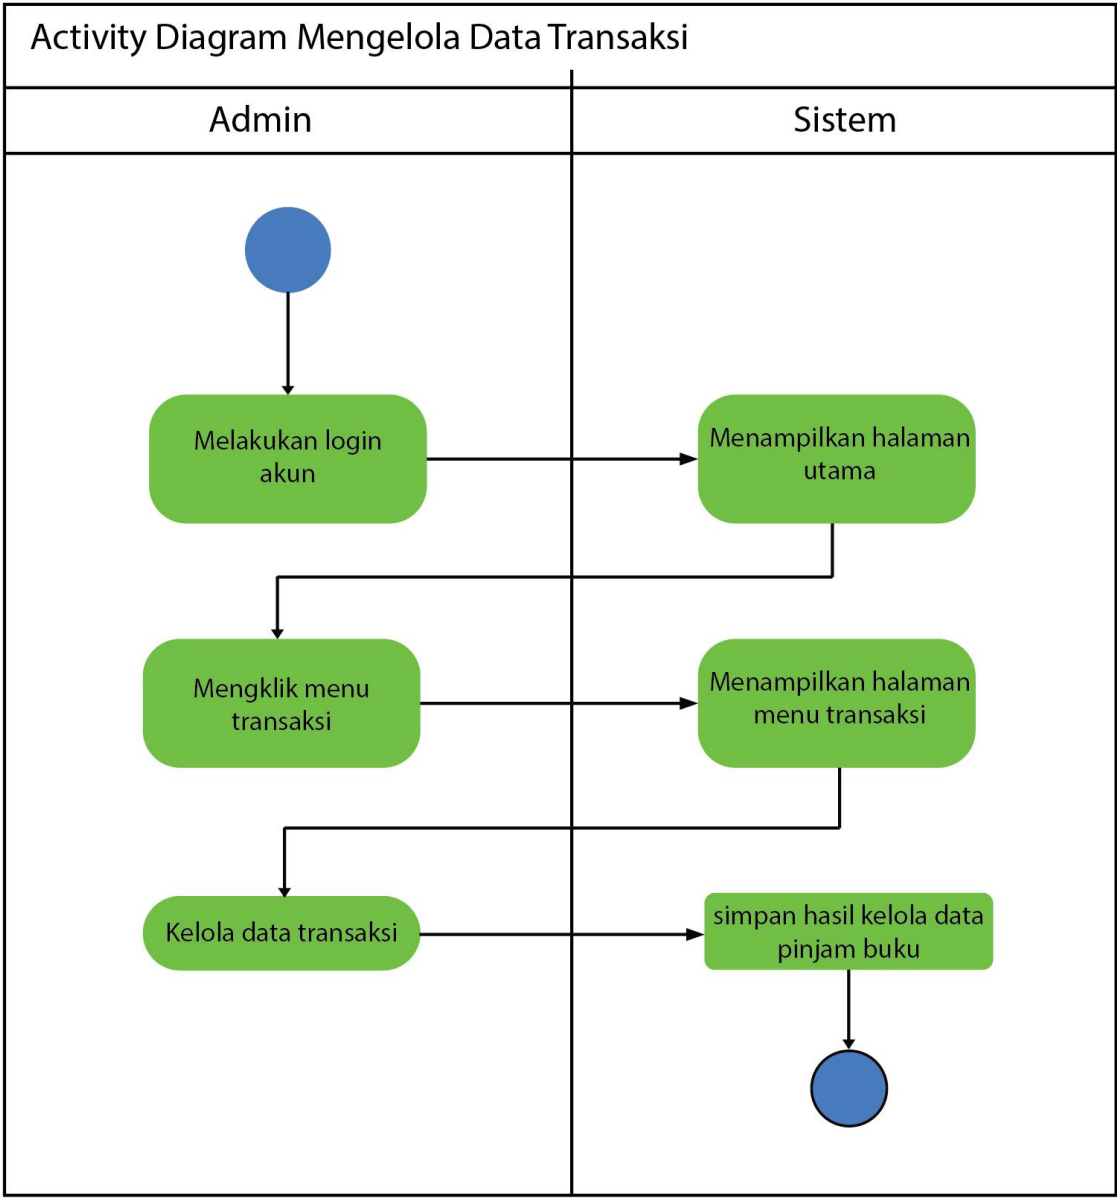 Activity Diagram Mengelola Data Transaksi
Admin
Sistem
Melakukan login
akun
Menampilkan halaman
utama
Mengklik menu
transaksi
Menampilkan halaman
menu transaksi
Kelola data transaksi
simpan hasil kelola data
pinjam buku